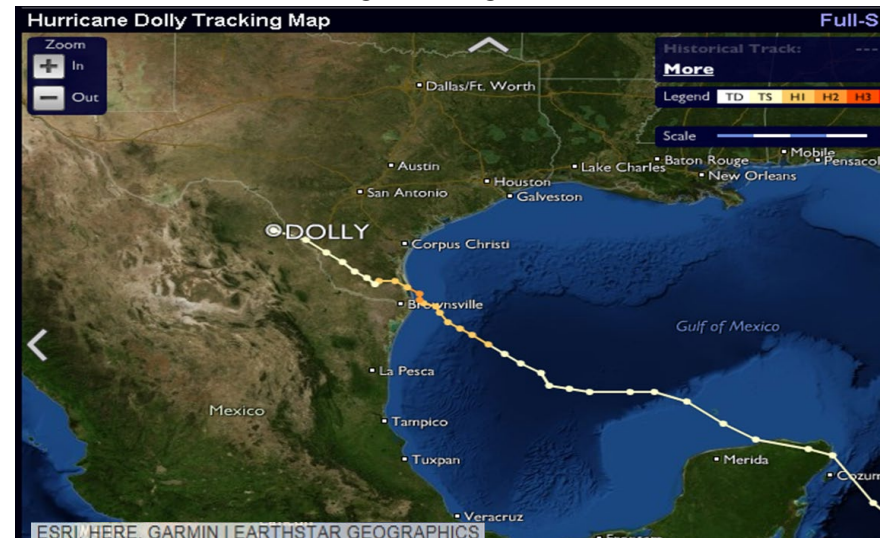 Hurricane Dolly Tracking Map
Full-S
Zoom
In
Out
Historical Track: ---
More
Legend TD TS H1 H2 H3
Scale
Dallas/Ft. Worth
Mobile
Pensacol
Austin
Lake Charles
Baton Rouge
New Orleans
San Antonio
Houston
Galveston
DOLLY
Corpus Christi
Brownsville
Gulf of Mexico
La Pesca
Mexico
Tampico
Tuxpan
Merida
Cozum
Veracruz
ESRI, HERE, GARMIN | EARTHSTAR GEOGRAPHICS